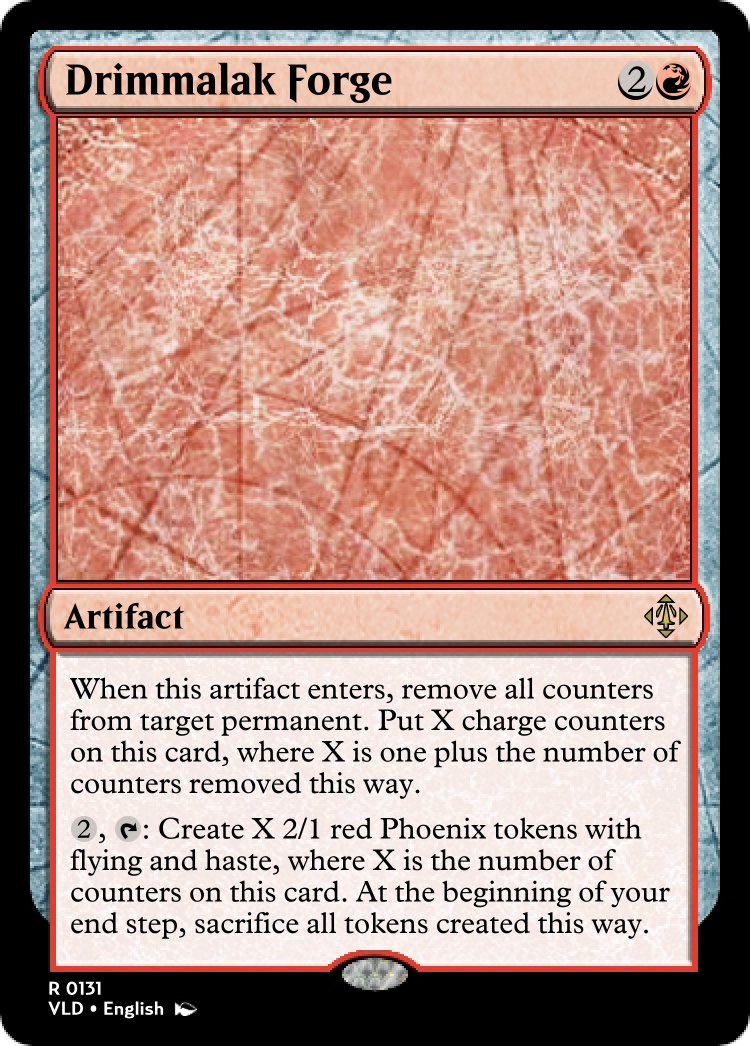 Drimmalak Forge
2
Artifact
When this artifact enters, remove all counters
from target permanent. Put X charge counters
on this card, where X is one plus the number of
counters removed this way.
2, : Create X 2/1 red Phoenix tokens with
flying and haste, where X is the number of
counters on this card. At the beginning of your
end step, sacrifice all tokens created this way.
R 0131
VLD • English